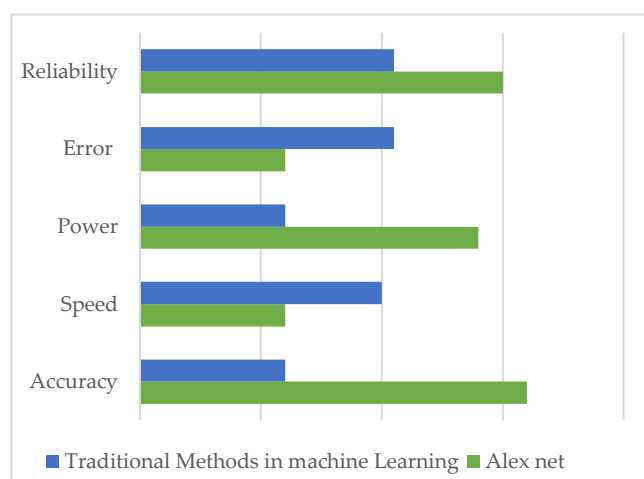 Reliability
Error
Power
Speed
Accuracy
Traditional Methods in machine Learning Alex net